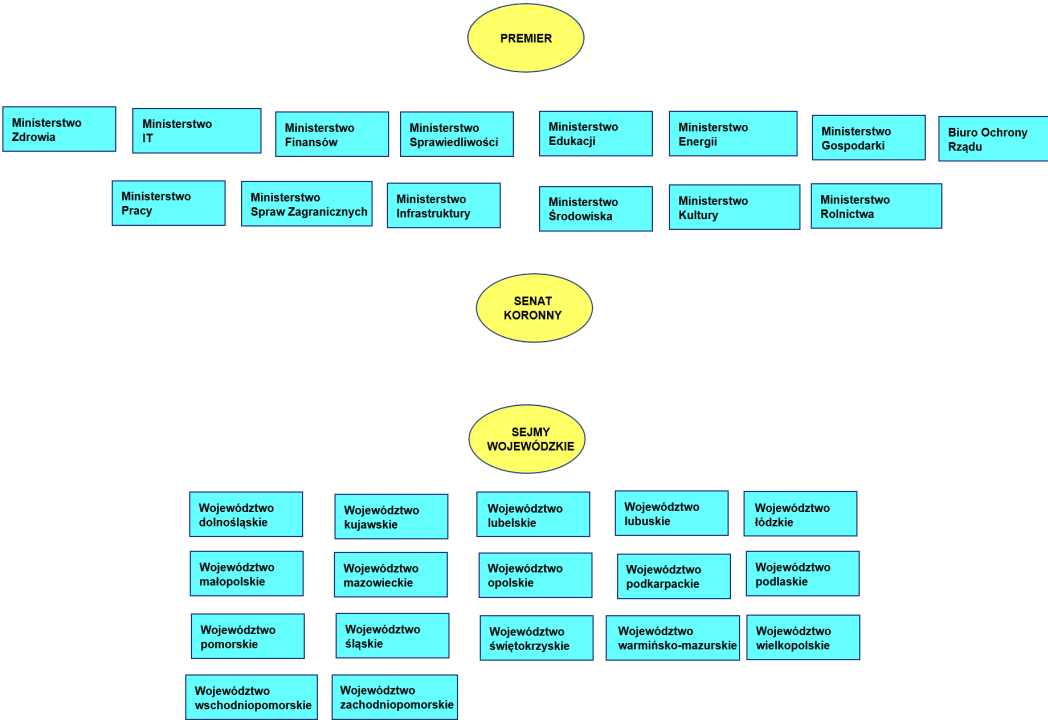 PREMIER
Ministerstwo
Zdrowia
Ministerstwo
IT
Ministerstwo
Finansów
Ministerstwo
Sprawiedliwości
Ministerstwo
Edukacji
Ministerstwo
Energii
Ministerstwo
Gospodarki
Biuro Ochrony
Rządu
Ministerstwo
Pracy
Ministerstwo
Spraw Zagranicznych
Ministerstwo
Infrastruktury
Ministerstwo
Środowiska
Ministerstwo
Kultury
Ministerstwo
Rolnictwa
SENAT
KORONNY
SEJMY
WOJEWÓDZKIE
Województwo
dolnośląskie
Województwo
kujawskie
Województwo
lubelskie
Województwo
lubuskie
Województwo
łódzkie
Województwo
małopolskie
Województwo
mazowieckie
Województwo
opolskie
Województwo
podkarpackie
Województwo
podlaskie
Województwo
pomorskie
Województwo
śląskie
Województwo
świętokrzyskie
Województwo
warmińsko-mazurskie
Województwo
wielkopolskie
Województwo
wschodniopomorskie
Województwo
zachodniopomorskie